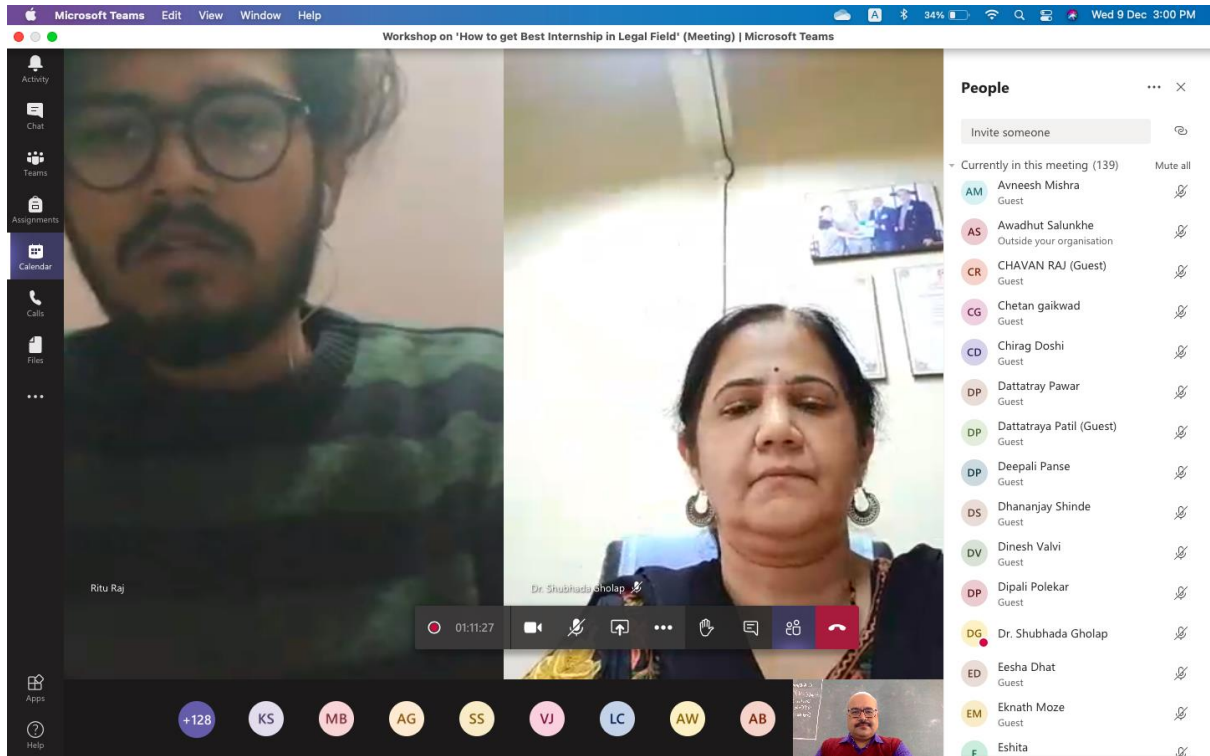 Microsoft Teams Edit View Window Help A 34% Wed 9 Dec 3:00 PM
Workshop on 'How to get Best Internship in Legal Field' (Meeting) | Microsoft Teams
Activity
Chat
Teams
Assignments
Calendar
Calls
Files
Apps
Help
Ritu Raj
Dr. Shubhada Gholap
01:11:27
+128 KS MB AG SS VJ LC AW AB
People
Invite someone
Currently in this meeting (139) Mute all
AM Avneesh Mishra
Guest
AS Awadhut Salunkhe
Outside your organisation
CR CHAVAN RAJ (Guest)
Guest
CG Chetan gaikwad
Guest
CD Chirag Doshi
Guest
DP Dattatray Pawar
Guest
DP Dattatraya Patil (Guest)
Guest
DP Deepali Panse
Guest
DS Dhananjay Shinde
Guest
DV Dinesh Valvi
Guest
DP Dipali Polekar
Guest
DG Dr. Shubhada Gholap
ED Eesha Dhat
Guest
EM Eknath Moze
Guest
E Eshita